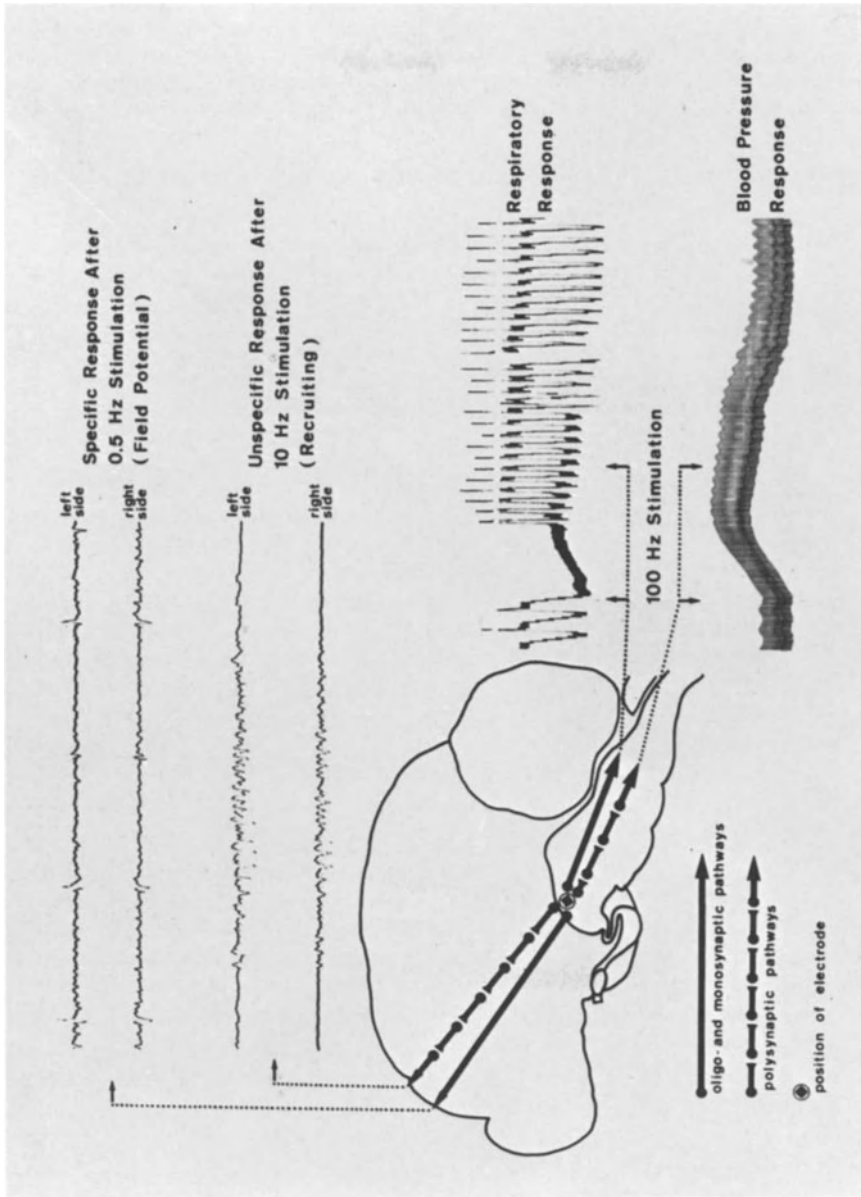 left
side
Specific Response After
0.5 Hz Stimulation
(Field Potential)
right
side
left
side
Unspecific Response After
10 Hz Stimulation
(Recruiting)
right
side
Respiratory
Response
100 Hz Stimulation
Blood Pressure
Response
oligo- and monosynaptic pathways
polysynaptic pathways
position of electrode